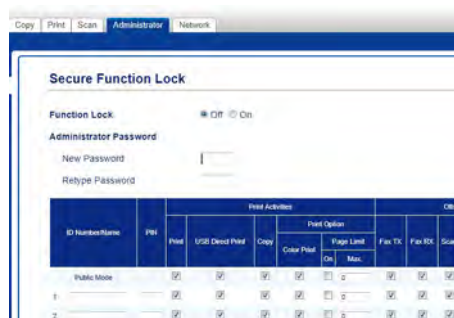 Copy Print Scan Administrator Network
Secure Function Lock
Function Lock Off On
Administrator Password
New Password
Retype Password
Print Activities
Print Option
ID Number/Name PIN Print USB Direct Print Copy Color Print Page Limit Fax TX Fax RX
On Max.
Public Mode 0
1 0
2 0